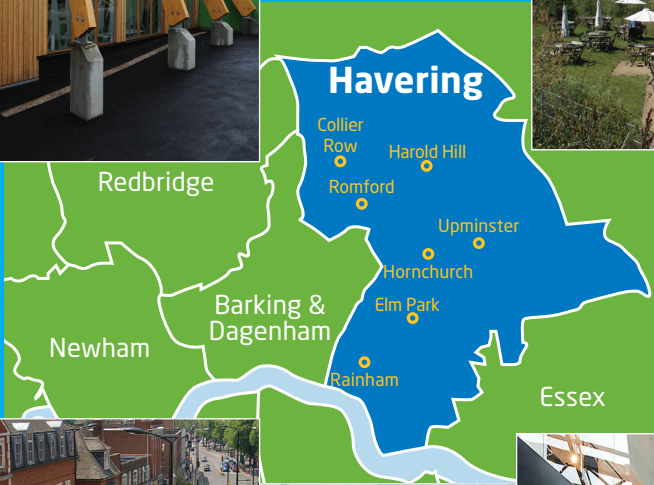 Havering
Collier
Row
Harold Hill
Redbridge
Romford
Upminster
Hornchurch
Barking &
Dagenham
Elm Park
Newham
Rainham
Essex